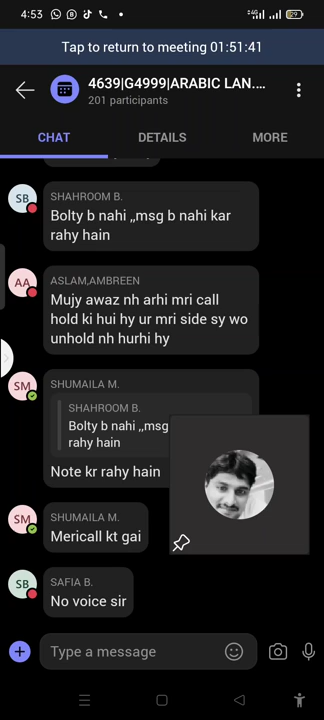 4:53
Tap to return to meeting 01:51:41
4639|G4999|ARABIC LAN....
201 participants
CHAT
DETAILS
MORE
SB
SHAHROOM B.
Bolty b nahi ,,msg b nahi kar
rahy hain
AA
ASLAM,AMBREEN
Mujy awaz nh arhi mri call
hold ki hui hy ur mri side sy wo
unhold nh hurhi hy
SM
SHUMAILA M.
SHAHROOM B.
Bolty b nahi ,,msg
rahy hain
Note kr rahy hain
SM
SHUMAILA M.
Mericall kt gai
SB
SAFIA B.
No voice sir
Type a message